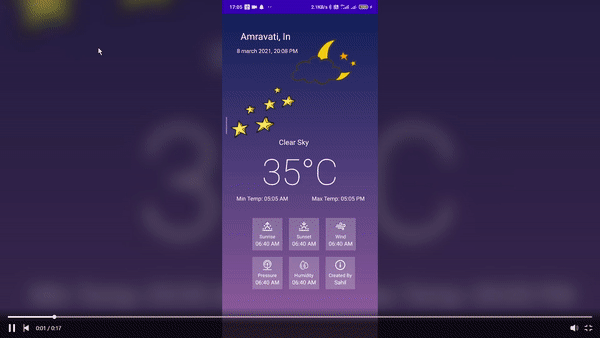 17:05 2.1KB/s
Amravati, In
8 march 2021, 20:08 PM
Clear Sky
35°C
Min Temp: 05:05 AM Max Temp: 05:05 PM
Sunrise Sunset Wind
06:40 AM 06:40 AM 06:40 AM
Pressure Humidity Created By
06:40 AM 06:40 AM Sahil
0:01 / 0:17